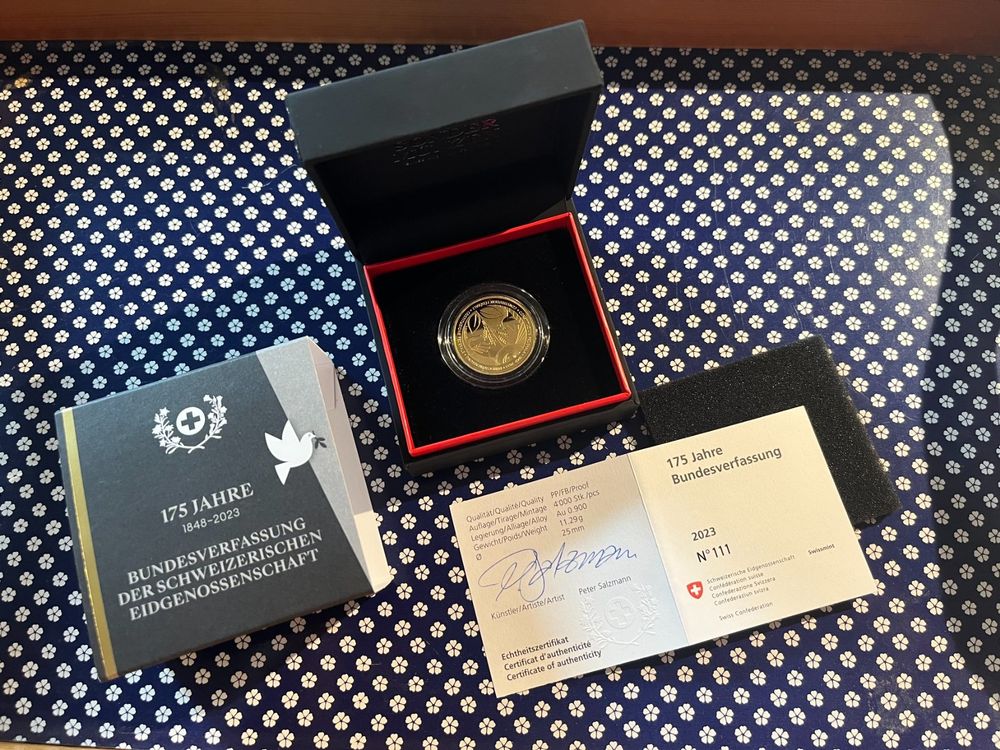 175 JAHRE
1848–2023
BUNDESVERFASSUNG
DER SCHWEIZERISCHEN
EIDGENOSSENSCHAFT
Qualität/Qualité/Quality PP/FB/Proof
Auflage/Tirage/Mintage 4'000 Stk./pcs
Legierung/Alliage/Alloy Au 0.900
Gewicht/Poids/Weight 11.29g
Ø 25mm
Künstler/Artiste/Artist Peter Salzmann
Echtheitszertifikat
Certificat d'authenticité
Certificate of authenticity
175 Jahre
Bundesverfassung
2023
N° 111
Schweizerische Eidgenossenschaft Swissmint
Confédération suisse
Confederazione Svizzera
Confederaziun svizra
Swiss Confederation